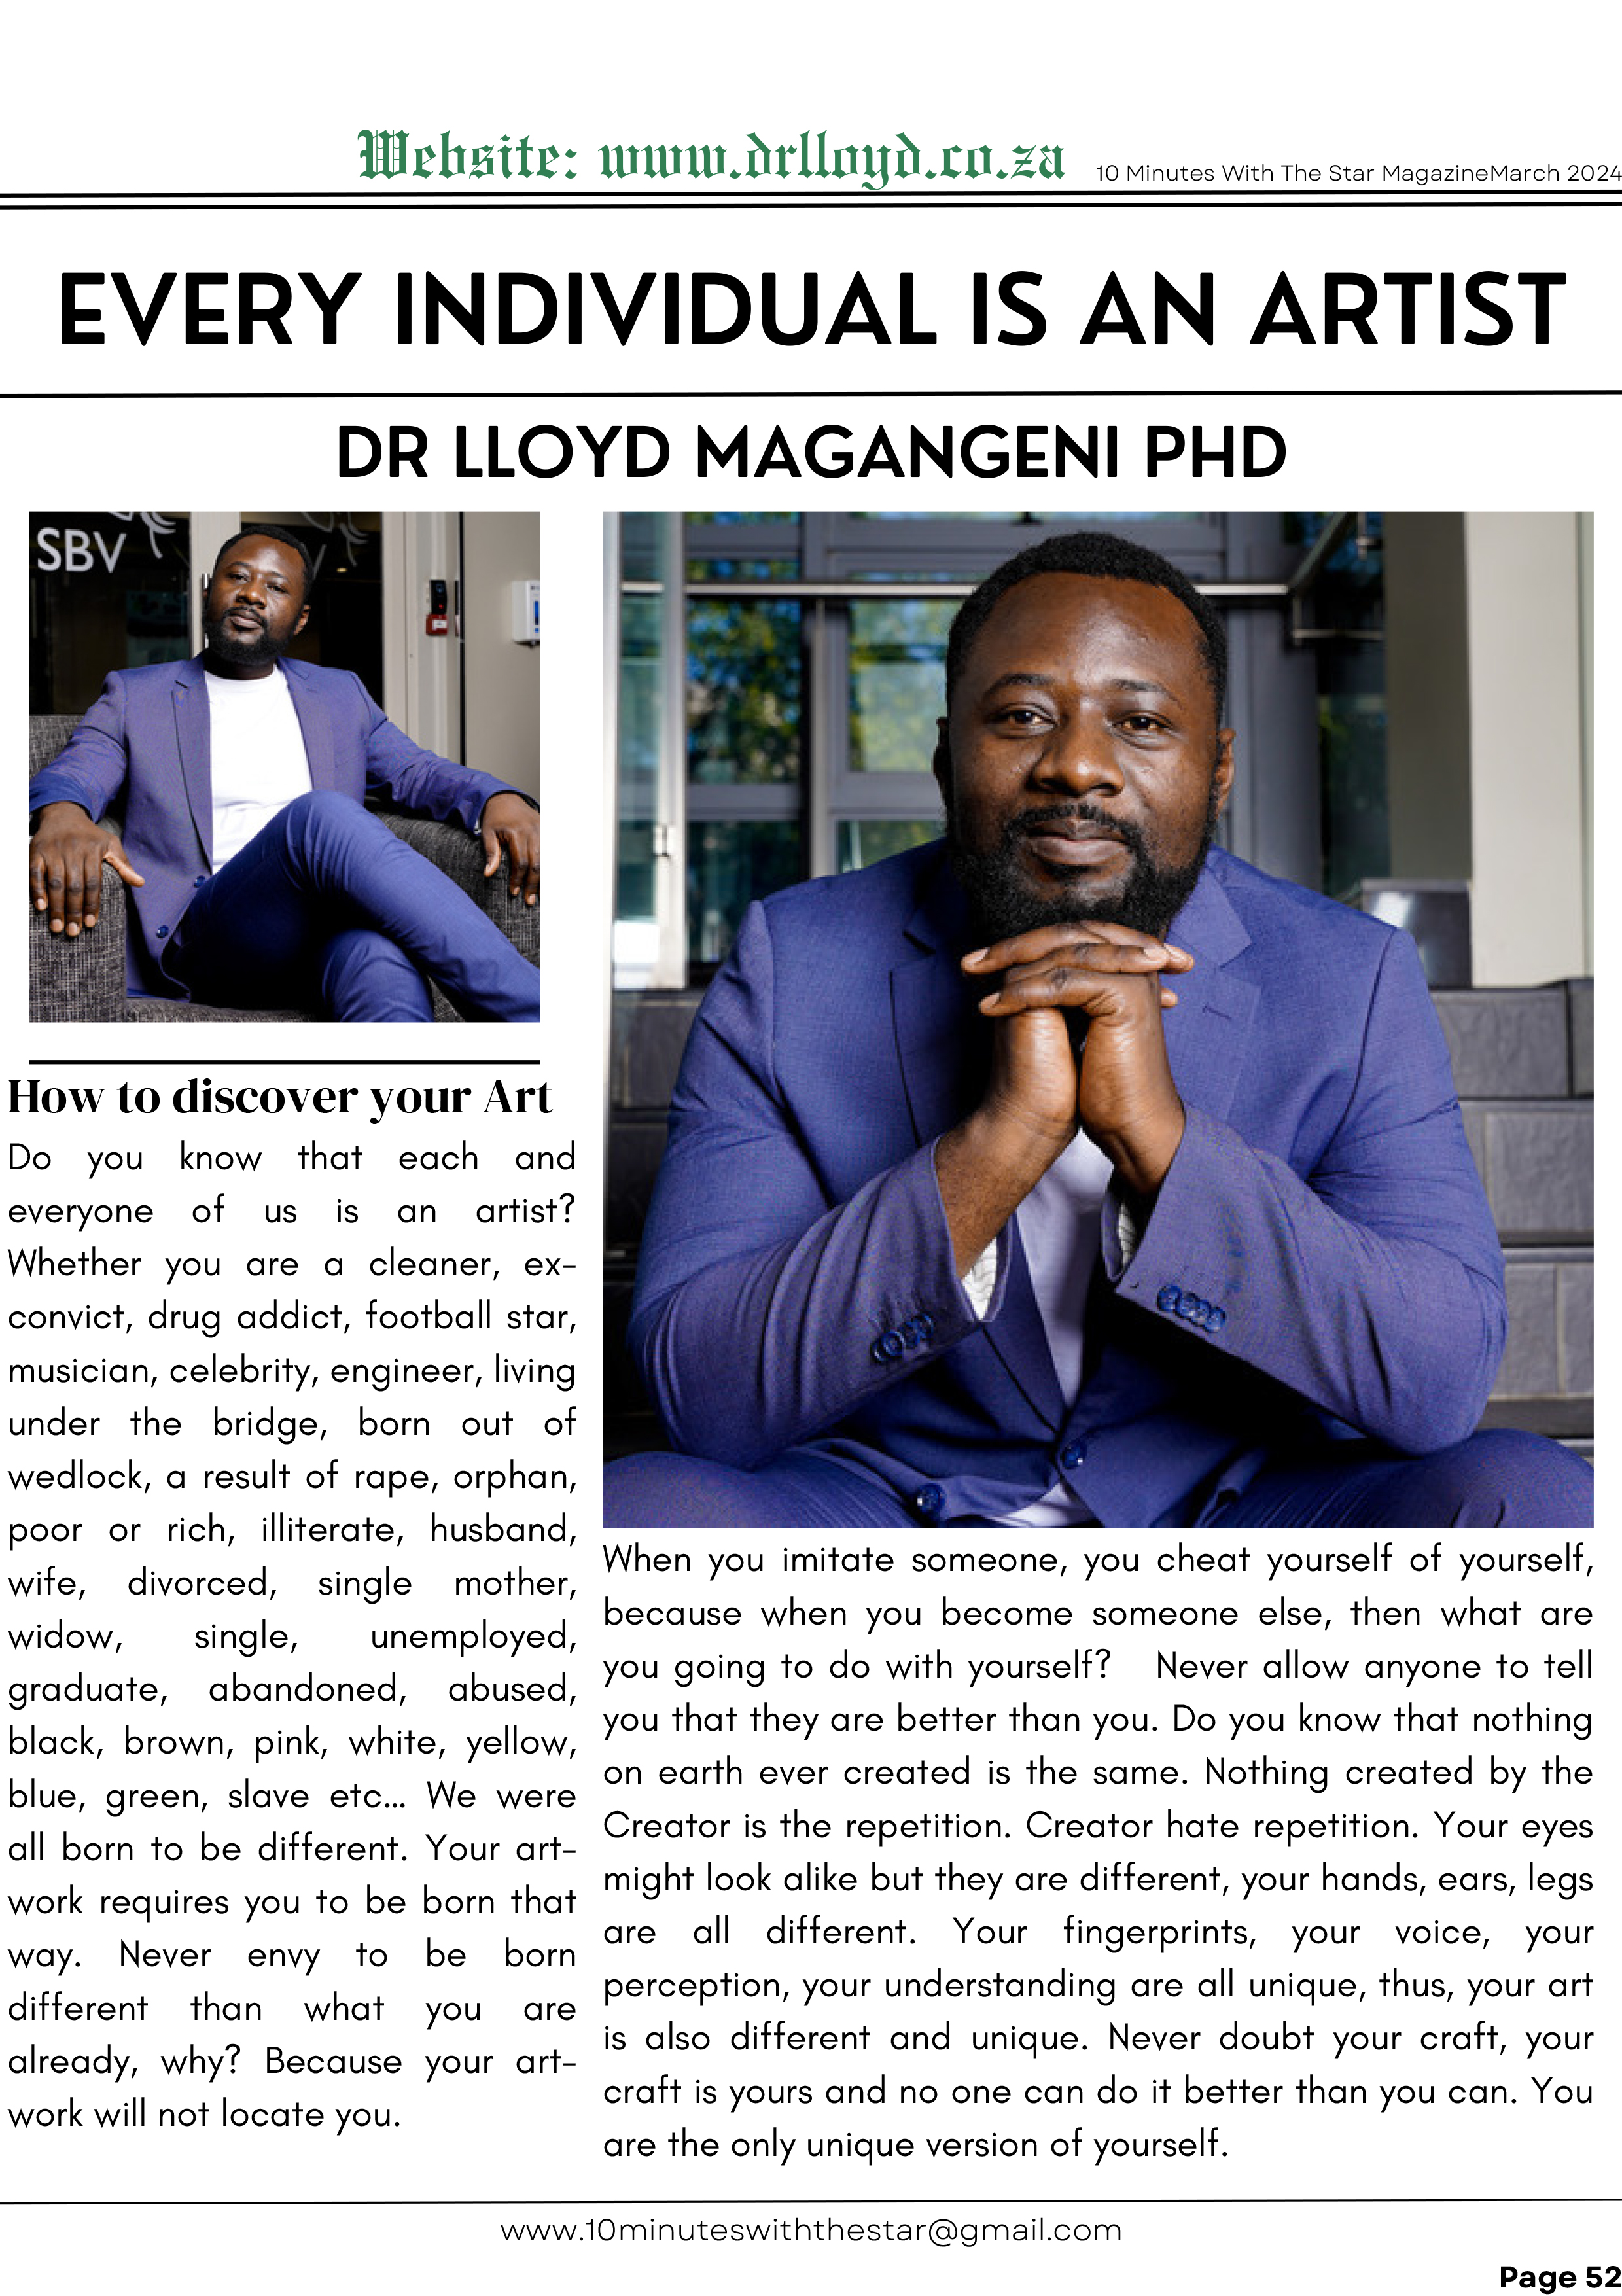 Website: www.drlloyd.co.za
10 Minutes With The Star MagazineMarch 2024
EVERY INDIVIDUAL IS AN ARTIST
DR LLOYD MAGANGENI PHD
SBV
How to discover your Art
Do you know that each and
everyone of us is an artist?
Whether you are a cleaner, ex-
convict, drug addict, football star,
musician, celebrity, engineer, living
under the bridge, born out of
wedlock, a result of rape, orphan,
poor or rich, illiterate, husband,
wife, divorced, single mother,
widow, single, unemployed,
graduate, abandoned, abused,
black, brown, pink, white, yellow,
blue, green, slave etc... We were
all born to be different. Your art-
work requires you to be born that
way. Never envy to be born
different than what you are
already, why? Because your art-
work will not locate you.
When you imitate someone, you cheat yourself of yourself,
because when you become someone else, then what are
you going to do with yourself? Never allow anyone to tell
you that they are better than you. Do you know that nothing
on earth ever created is the same. Nothing created by the
Creator is the repetition. Creator hate repetition. Your eyes
might look alike but they are different, your hands, ears, legs
are all different. Your fingerprints, your voice, your
perception, your understanding are all unique, thus, your art
is also different and unique. Never doubt your craft, your
craft is yours and no one can do it better than you can. You
are the only unique version of yourself.
www.10minuteswiththestar@gmail.com
Page 52